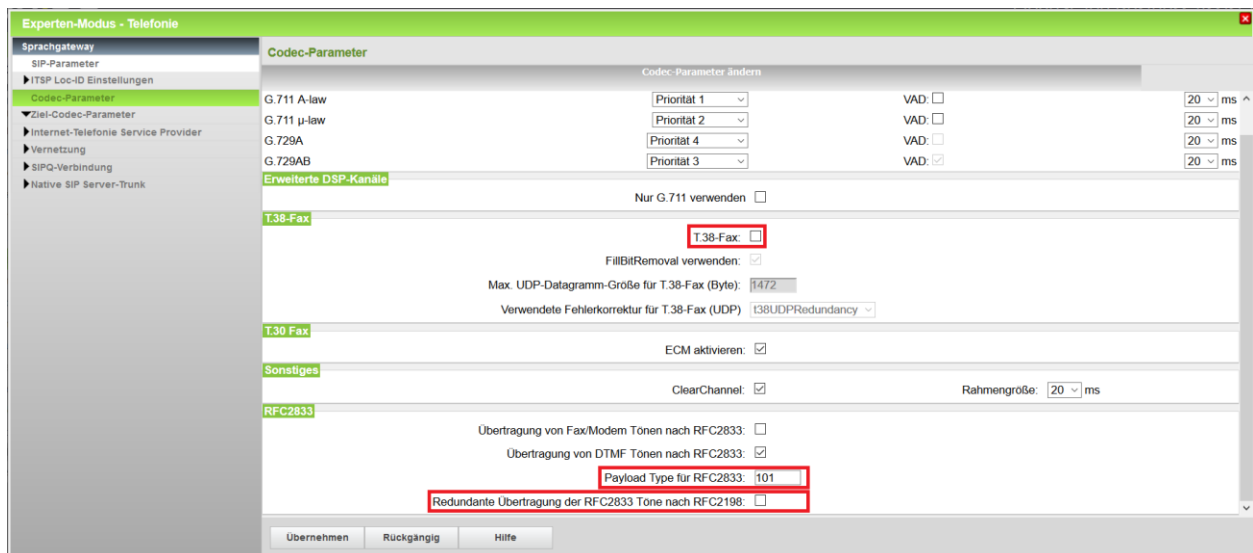 Experten-Modus - Telefonie
Sprachgateway
SIP-Parameter
ITSP Loc-ID Einstellungen
Codec-Parameter
Ziel-Codec-Parameter
Internet-Telefonie Service Provider
Vernetzung
SIPQ-Verbindung
Native SIP Server-Trunk
Codec-Parameter
Codec-Parameter ändern
G.711 A-law Priorität 1 VAD: 20 ms
G.711 µ-law Priorität 2 VAD: 20 ms
G.729A Priorität 4 VAD: 20 ms
G.729AB Priorität 3 VAD: 20 ms
Erweiterte DSP-Kanäle
Nur G.711 verwenden
T.38-Fax
T.38-Fax:
FillBitRemoval verwenden:
Max. UDP-Datagramm-Größe für T.38-Fax (Byte): 1472
Verwendete Fehlerkorrektur für T.38-Fax (UDP) t38UDPRedundancy
T.30 Fax
ECM aktivieren:
Sonstiges
ClearChannel: Rahmengröße: 20 ms
RFC2833
Übertragung von Fax/Modem Tönen nach RFC2833:
Übertragung von DTMF Tönen nach RFC2833:
Payload Type für RFC2833: 101
Redundante Übertragung der RFC2833 Töne nach RFC2198:
Übernehmen Rückgängig Hilfe